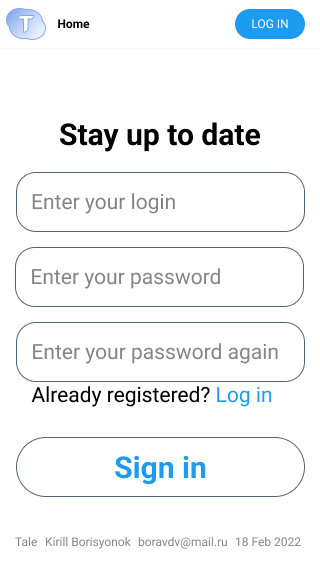 T Home LOG IN
Stay up to date
Enter your login
Enter your password
Enter your password again
Already registered? Log in
Sign in
Tale Kirill Borisyonok boravdv@mail.ru 18 Feb 2022